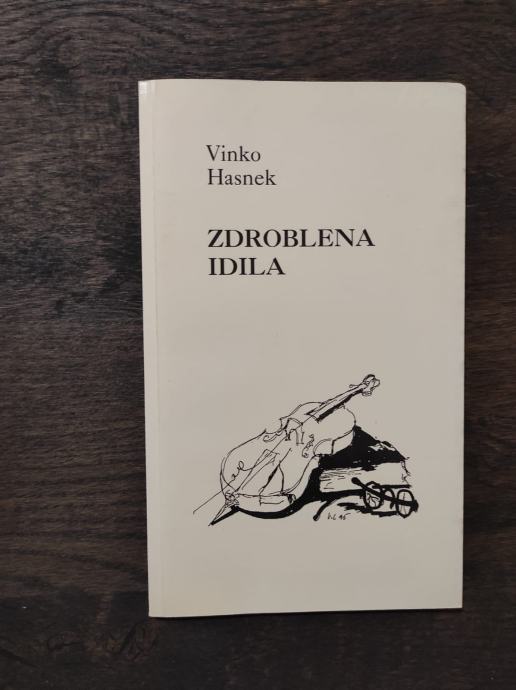 Vinko
Hasnek
ZDROBLENA
IDILA